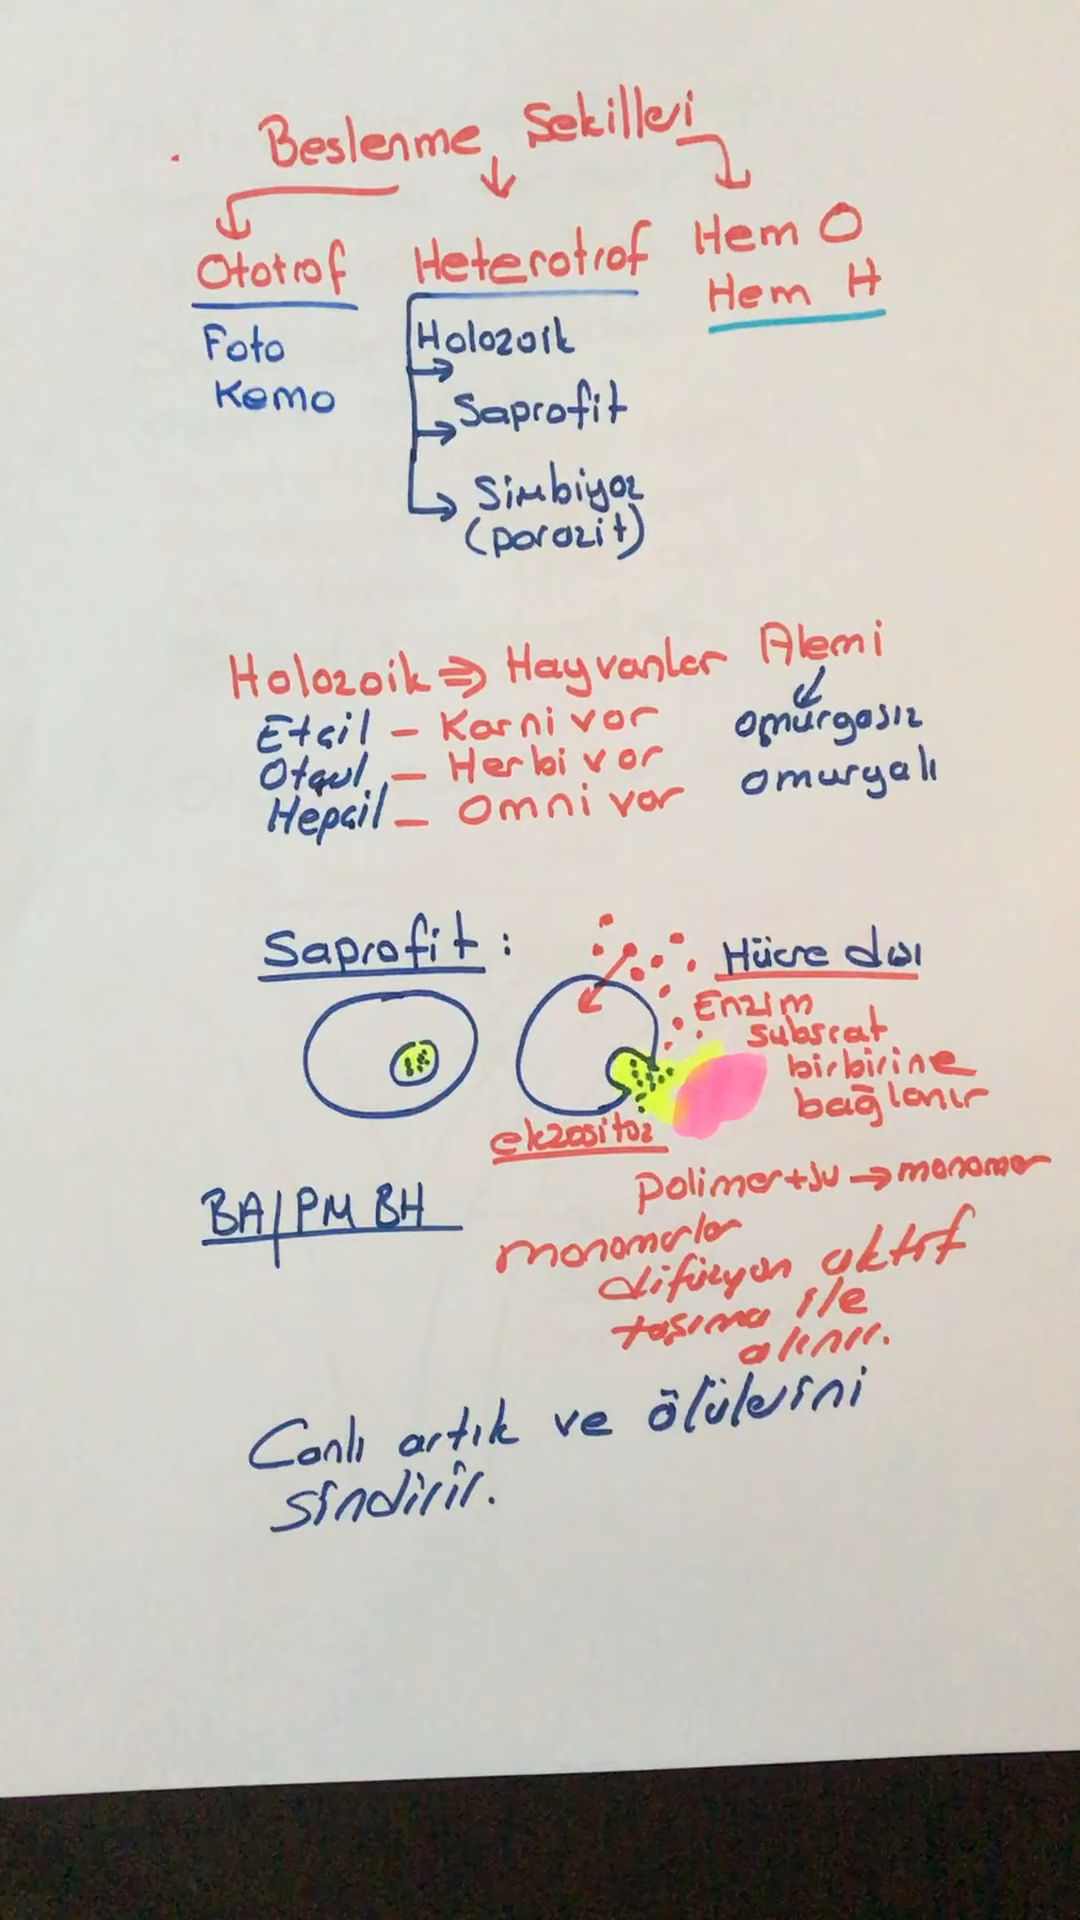 Beslenme Şekilleri
Ototrof Heterotrof Hem O
Hem H
Foto
Kemo
Holozoik
Saprofit
Simbiyoz
(parazit)
Holozoik ⇒ Hayvanlar Alemi
Etçil - Karnivor
Otçul - Herbivor
Hepçil - Omnivor
omurgasız
omurgalı
Saprofit :
Hücre dışı
Enzim
subsrat
birbirine
bağlanır
ekzositoz
polimer+su → monomer
BA/PM BH
monomerler
difüzyon aktif
taşıma ile
alınır.
Canlı artık ve ölülerini
sindirir.